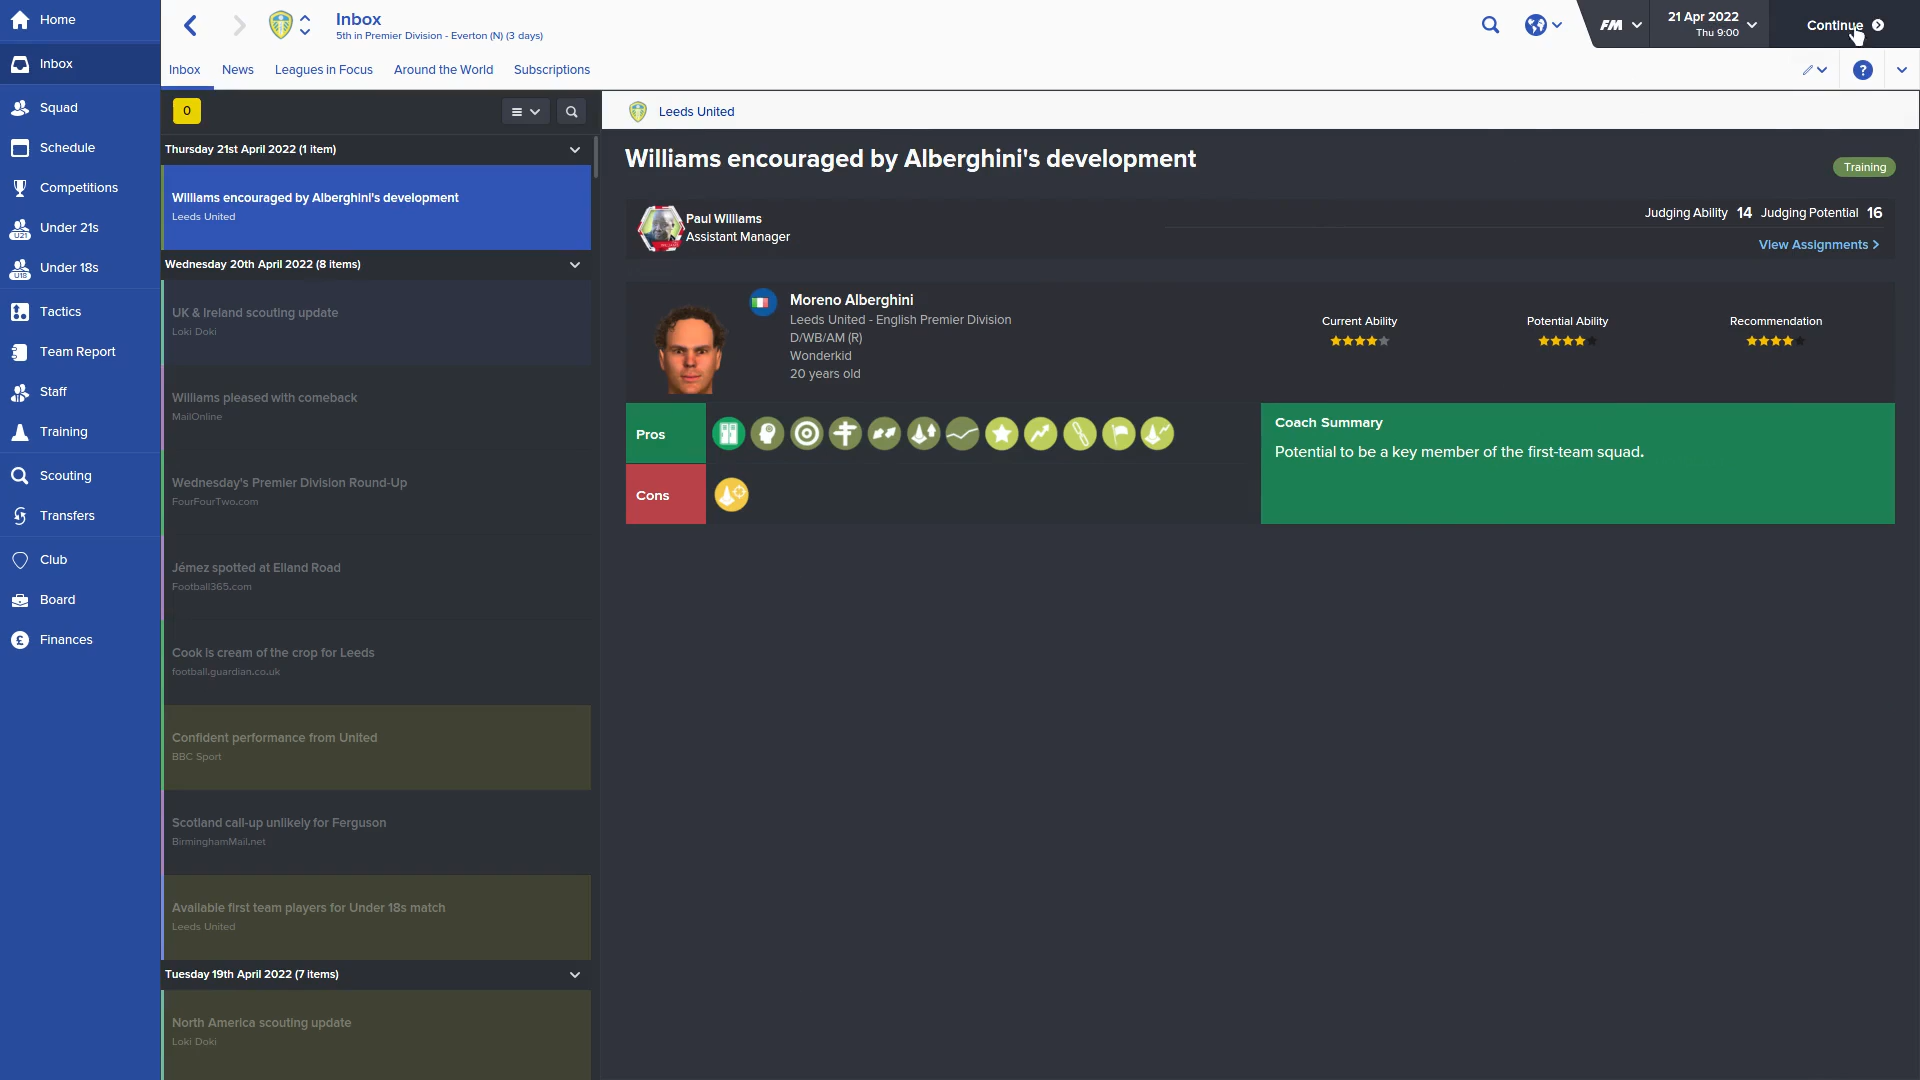 Home
Inbox
Squad
Schedule
Competitions
Under 21s
Under 18s
Tactics
Team Report
Staff
Training
Scouting
Transfers
Club
Board
Finances
Inbox
5th in Premier Division - Everton (N) (3 days)
FM
21 Apr 2022
Thu 9:00
Continue
Inbox
News
Leagues in Focus
Around the World
Subscriptions
?
0
Thursday 21st April 2022 (1 item)
Williams encouraged by Alberghini's development
Leeds United
Wednesday 20th April 2022 (8 items)
UK & Ireland scouting update
Loki Doki
Williams pleased with comeback
MailOnline
Wednesday's Premier Division Round-Up
FourFourTwo.com
Jémez spotted at Elland Road
Football365.com
Cook is cream of the crop for Leeds
football.guardian.co.uk
Confident performance from United
BBC Sport
Scotland call-up unlikely for Ferguson
BirminghamMail.net
Available first team players for Under 18s match
Leeds United
Tuesday 19th April 2022 (7 items)
North America scouting update
Loki Doki
Leeds United
Williams encouraged by Alberghini's development
Training
Paul Williams
Assistant Manager
Judging Ability 14 Judging Potential 16
View Assignments >
Moreno Alberghini
Leeds United - English Premier Division
D/WB/AM (R)
Wonderkid
20 years old
Current Ability
Potential Ability
Recommendation
Pros
Cons
Coach Summary
Potential to be a key member of the first-team squad.